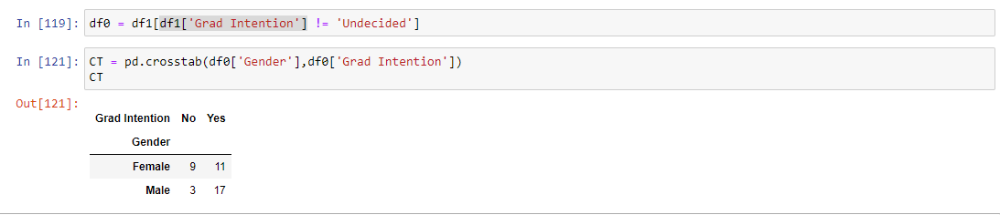 In [119]: df0 = df1[df1['Grad Intention'] != 'Undecided']
In [121]: CT = pd.crosstab(df0['Gender'],df0['Grad Intention'])
CT
Out[121]:
Grad Intention No Yes
Gender
Female 9 11
Male 3 17